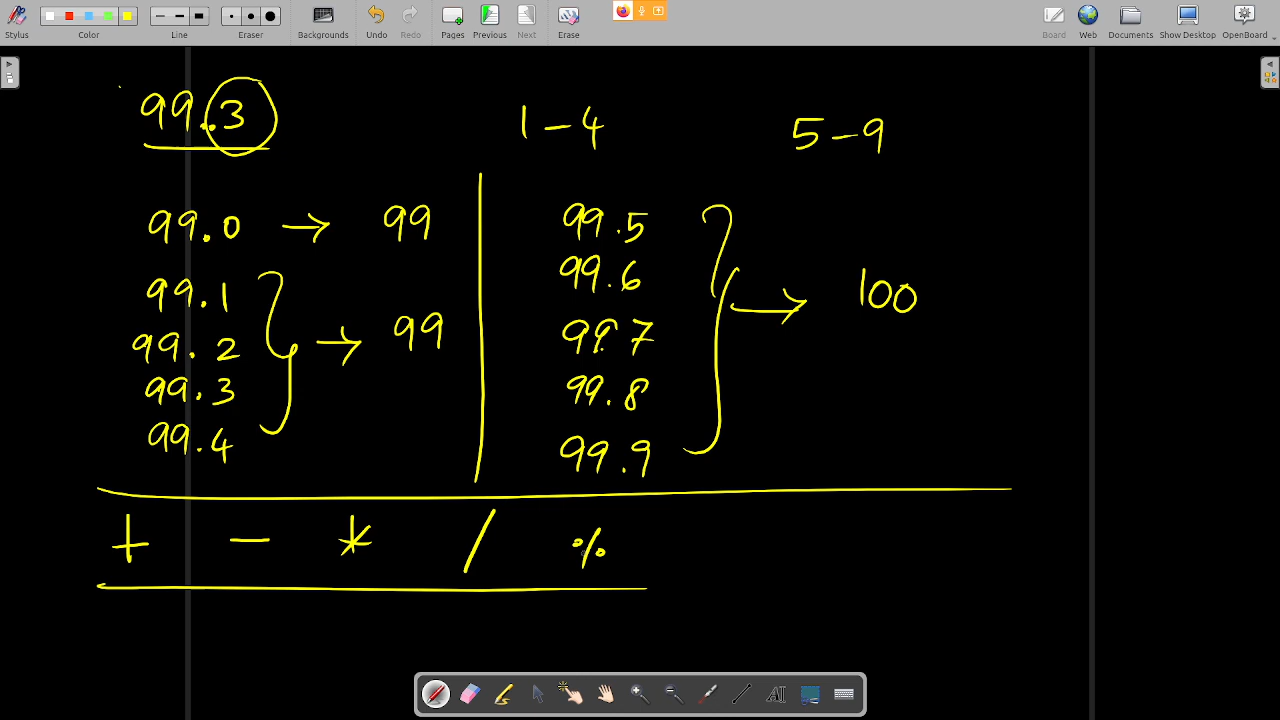 Stylus Color Line Eraser Backgrounds Undo Redo Pages Previous Next Erase Board Web Documents Show Desktop OpenBoard
99.3 1 - 4 5 - 9
99.0 → 99
99.1
99.2
99.3
99.4
→ 99
99.5
99.6
99.7
99.8
99.9
→ 100
+ - * / %
AI